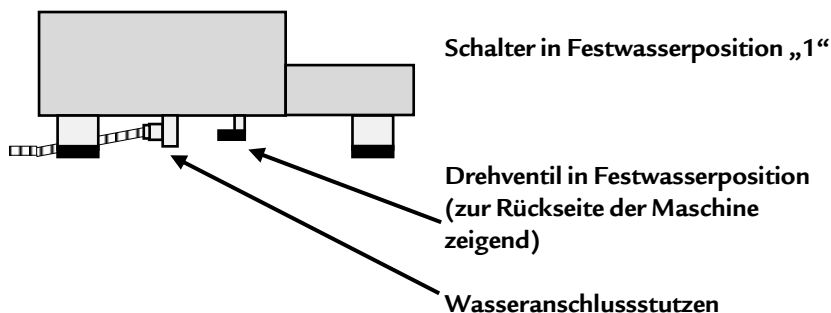 Schalter in Festwasserposition „1“
Drehventil in Festwasserposition
(zur Rückseite der Maschine
zeigend)
Wasseranschlussstutzen